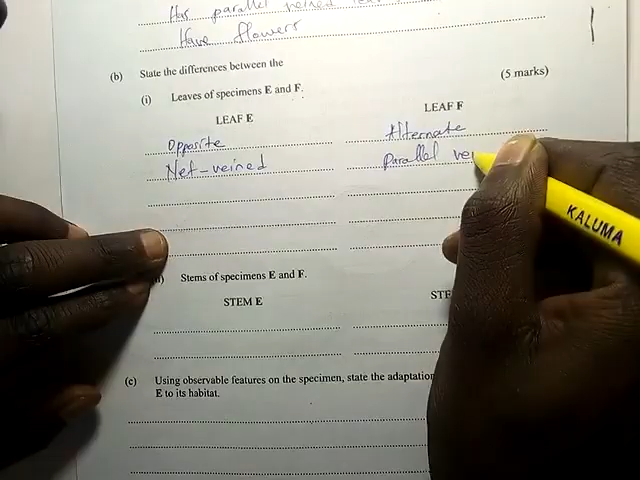 Has parallel veined
Have flowers
(b) State the differences between the
(5 marks)
(i) Leaves of specimens E and F.
LEAF E LEAF F
Opposite Alternate
Net-veined Parallel vei
Stems of specimens E and F.
STEM E STE
(c) Using observable features on the specimen, state the adaptation
E to its habitat.
KALUMA